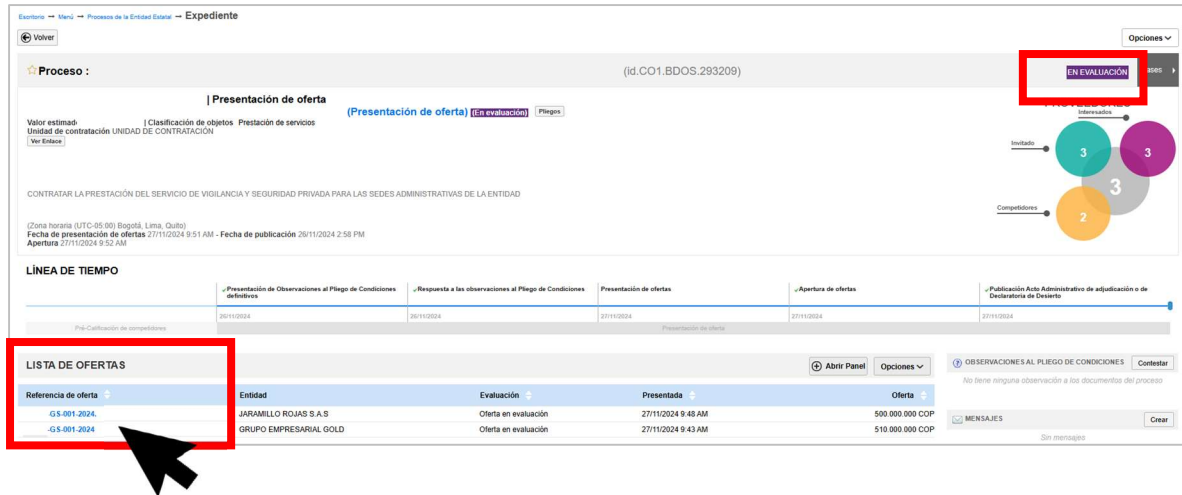 Escritorio → Menú → Procesos de la Entidad Estatal → Expediente
Volver
Opciones
Proceso :
(id.CO1.BDOS.293209)
EN EVALUACIÓN
| Presentación de oferta
(Presentación de oferta) (En evaluación) Pliegos
Valor estimad | Clasificación de objetos Prestación de servicios
Unidad de contratación UNIDAD DE CONTRATACIÓN
Ver Enlace
Interesados
Invitado
3
3
3
Competidores
2
CONTRATAR LA PRESTACIÓN DEL SERVICIO DE VIGILANCIA Y SEGURIDAD PRIVADA PARA LAS SEDES ADMINISTRATIVAS DE LA ENTIDAD
(Zona horaria (UTC-05:00) Bogotá, Lima, Quito)
Fecha de presentación de ofertas 27/11/2024 9:51 AM - Fecha de publicación 26/11/2024 2:58 PM
Apertura 27/11/2024 9:52 AM
LÍNEA DE TIEMPO
Presentación de Observaciones al Pliego de Condiciones definitivos
Respuesta a las observaciones al Pliego de Condiciones
Presentación de ofertas
Apertura de ofertas
Publicación Acto Administrativo de adjudicación o de Declaratoria de Desierto
26/11/2024
26/11/2024
27/11/2024
27/11/2024
27/11/2024
Pré-Calificación de competidores
Presentación de oferta
LISTA DE OFERTAS
Abrir Panel
Opciones
Referencia de oferta Entidad Evaluación Presentada Oferta
GS-001-2024. JARAMILLO ROJAS S.A.S Oferta en evaluación 27/11/2024 9:48 AM 500.000.000 COP
-GS-001-2024 GRUPO EMPRESARIAL GOLD Oferta en evaluación 27/11/2024 9:43 AM 510.000.000 COP
OBSERVACIONES AL PLIEGO DE CONDICIONES Contestar
No tiene ninguna observación a los documentos del proceso
MENSAJES Crear
Sin mensajes